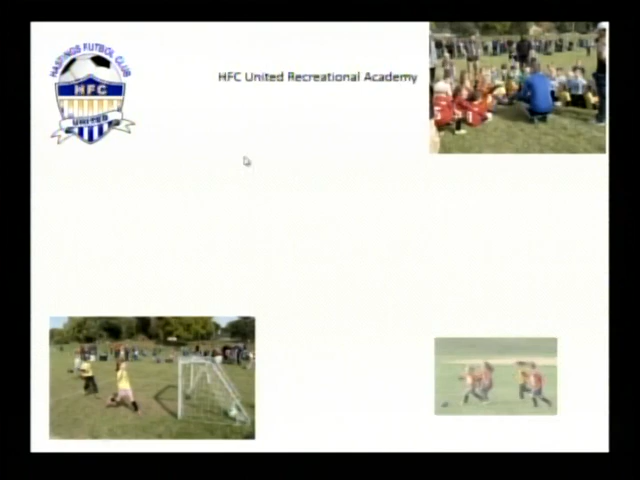 HASTINGS FUTBOL CLUB
HFC
UNITED
HFC United Recreational Academy